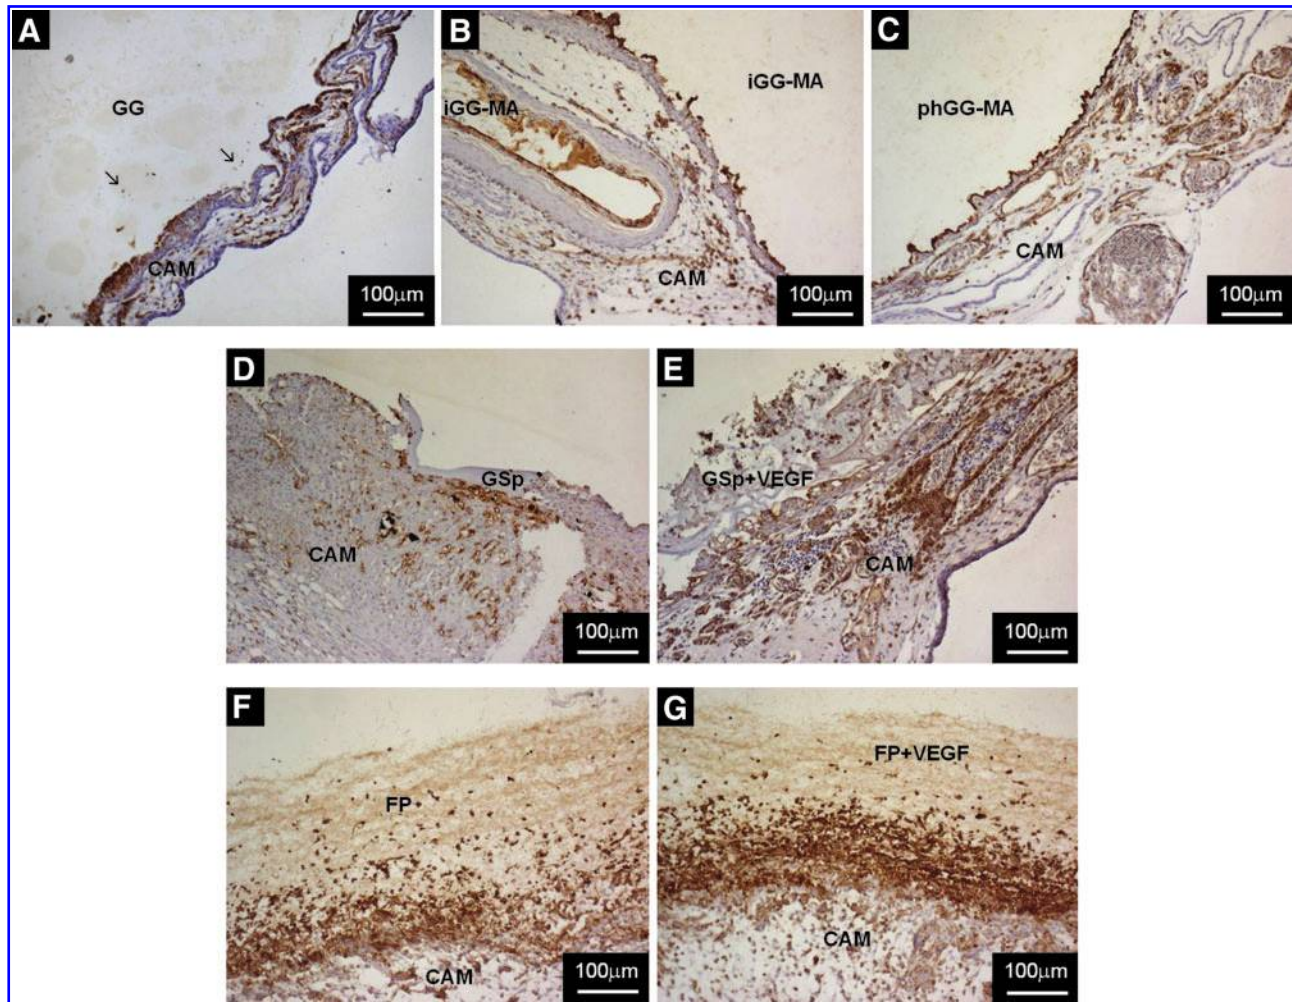 A
GG
CAM
100μm
B
iGG-MA
iGG-MA
CAM
100μm
C
phGG-MA
CAM
100μm
D
GSp
CAM
100μm
E
GSp+VEGF
CAM
100μm
F
FP
CAM
100μm
G
FP+VEGF
CAM
100μm